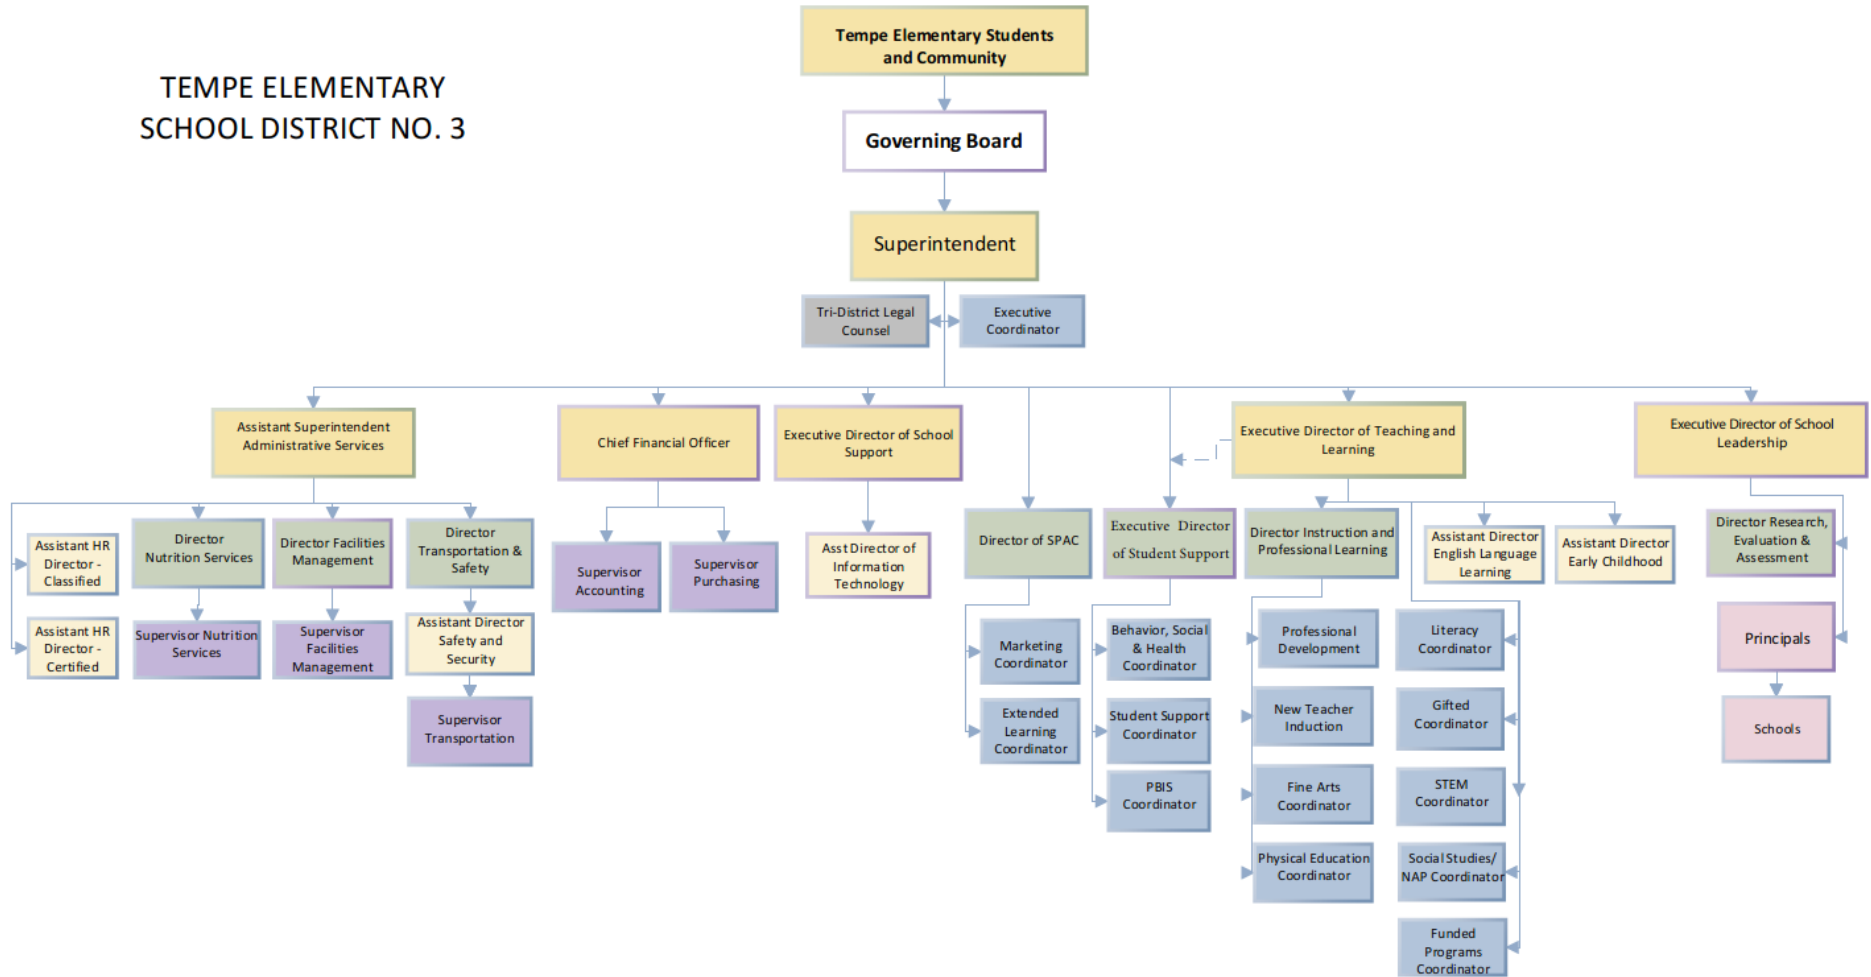 TEMPE ELEMENTARY
SCHOOL DISTRICT NO. 3
Tempe Elementary Students
and Community
Governing Board
Superintendent
Tri-District Legal
Counsel
Executive
Coordinator
Assistant Superintendent
Administrative Services
Chief Financial Officer
Executive Director of School
Support
Executive Director of Teaching and
Learning
Executive Director of School
Leadership
Assistant HR
Director -
Classified
Assistant HR
Director -
Certified
Director
Nutrition Services
Supervisor Nutrition
Services
Director Facilities
Management
Supervisor
Facilities
Management
Director
Transportation &
Safety
Assistant Director
Safety and
Security
Supervisor
Transportation
Supervisor
Accounting
Supervisor
Purchasing
Asst Director of
Information
Technology
Director of SPAC
Marketing
Coordinator
Extended
Learning
Coordinator
Executive Director
of Student Support
Behavior, Social
& Health
Coordinator
Student Support
Coordinator
PBIS
Coordinator
Director Instruction and
Professional Learning
Professional
Development
New Teacher
Induction
Fine Arts
Coordinator
Physical Education
Coordinator
Assistant Director
English Language
Learning
Assistant Director
Early Childhood
Literacy
Coordinator
Gifted
Coordinator
STEM
Coordinator
Social Studies/
NAP Coordinator
Funded
Programs
Coordinator
Director Research,
Evaluation &
Assessment
Principals
Schools